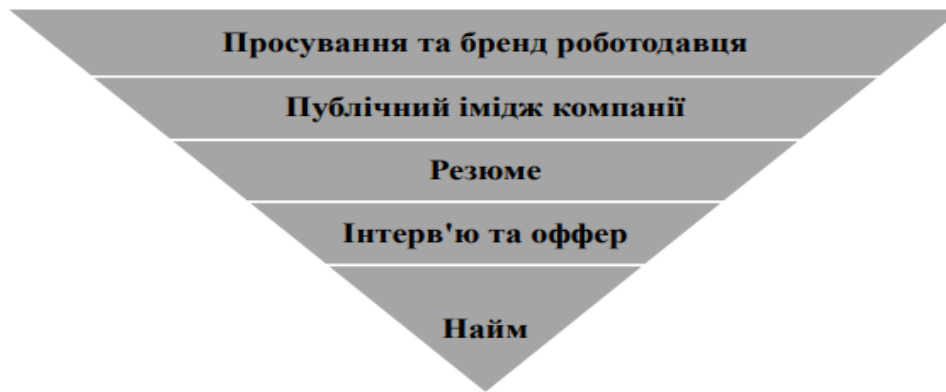 Просування та бренд роботодавця
Публічний імідж компанії
Резюме
Інтерв'ю та оффер
Найм